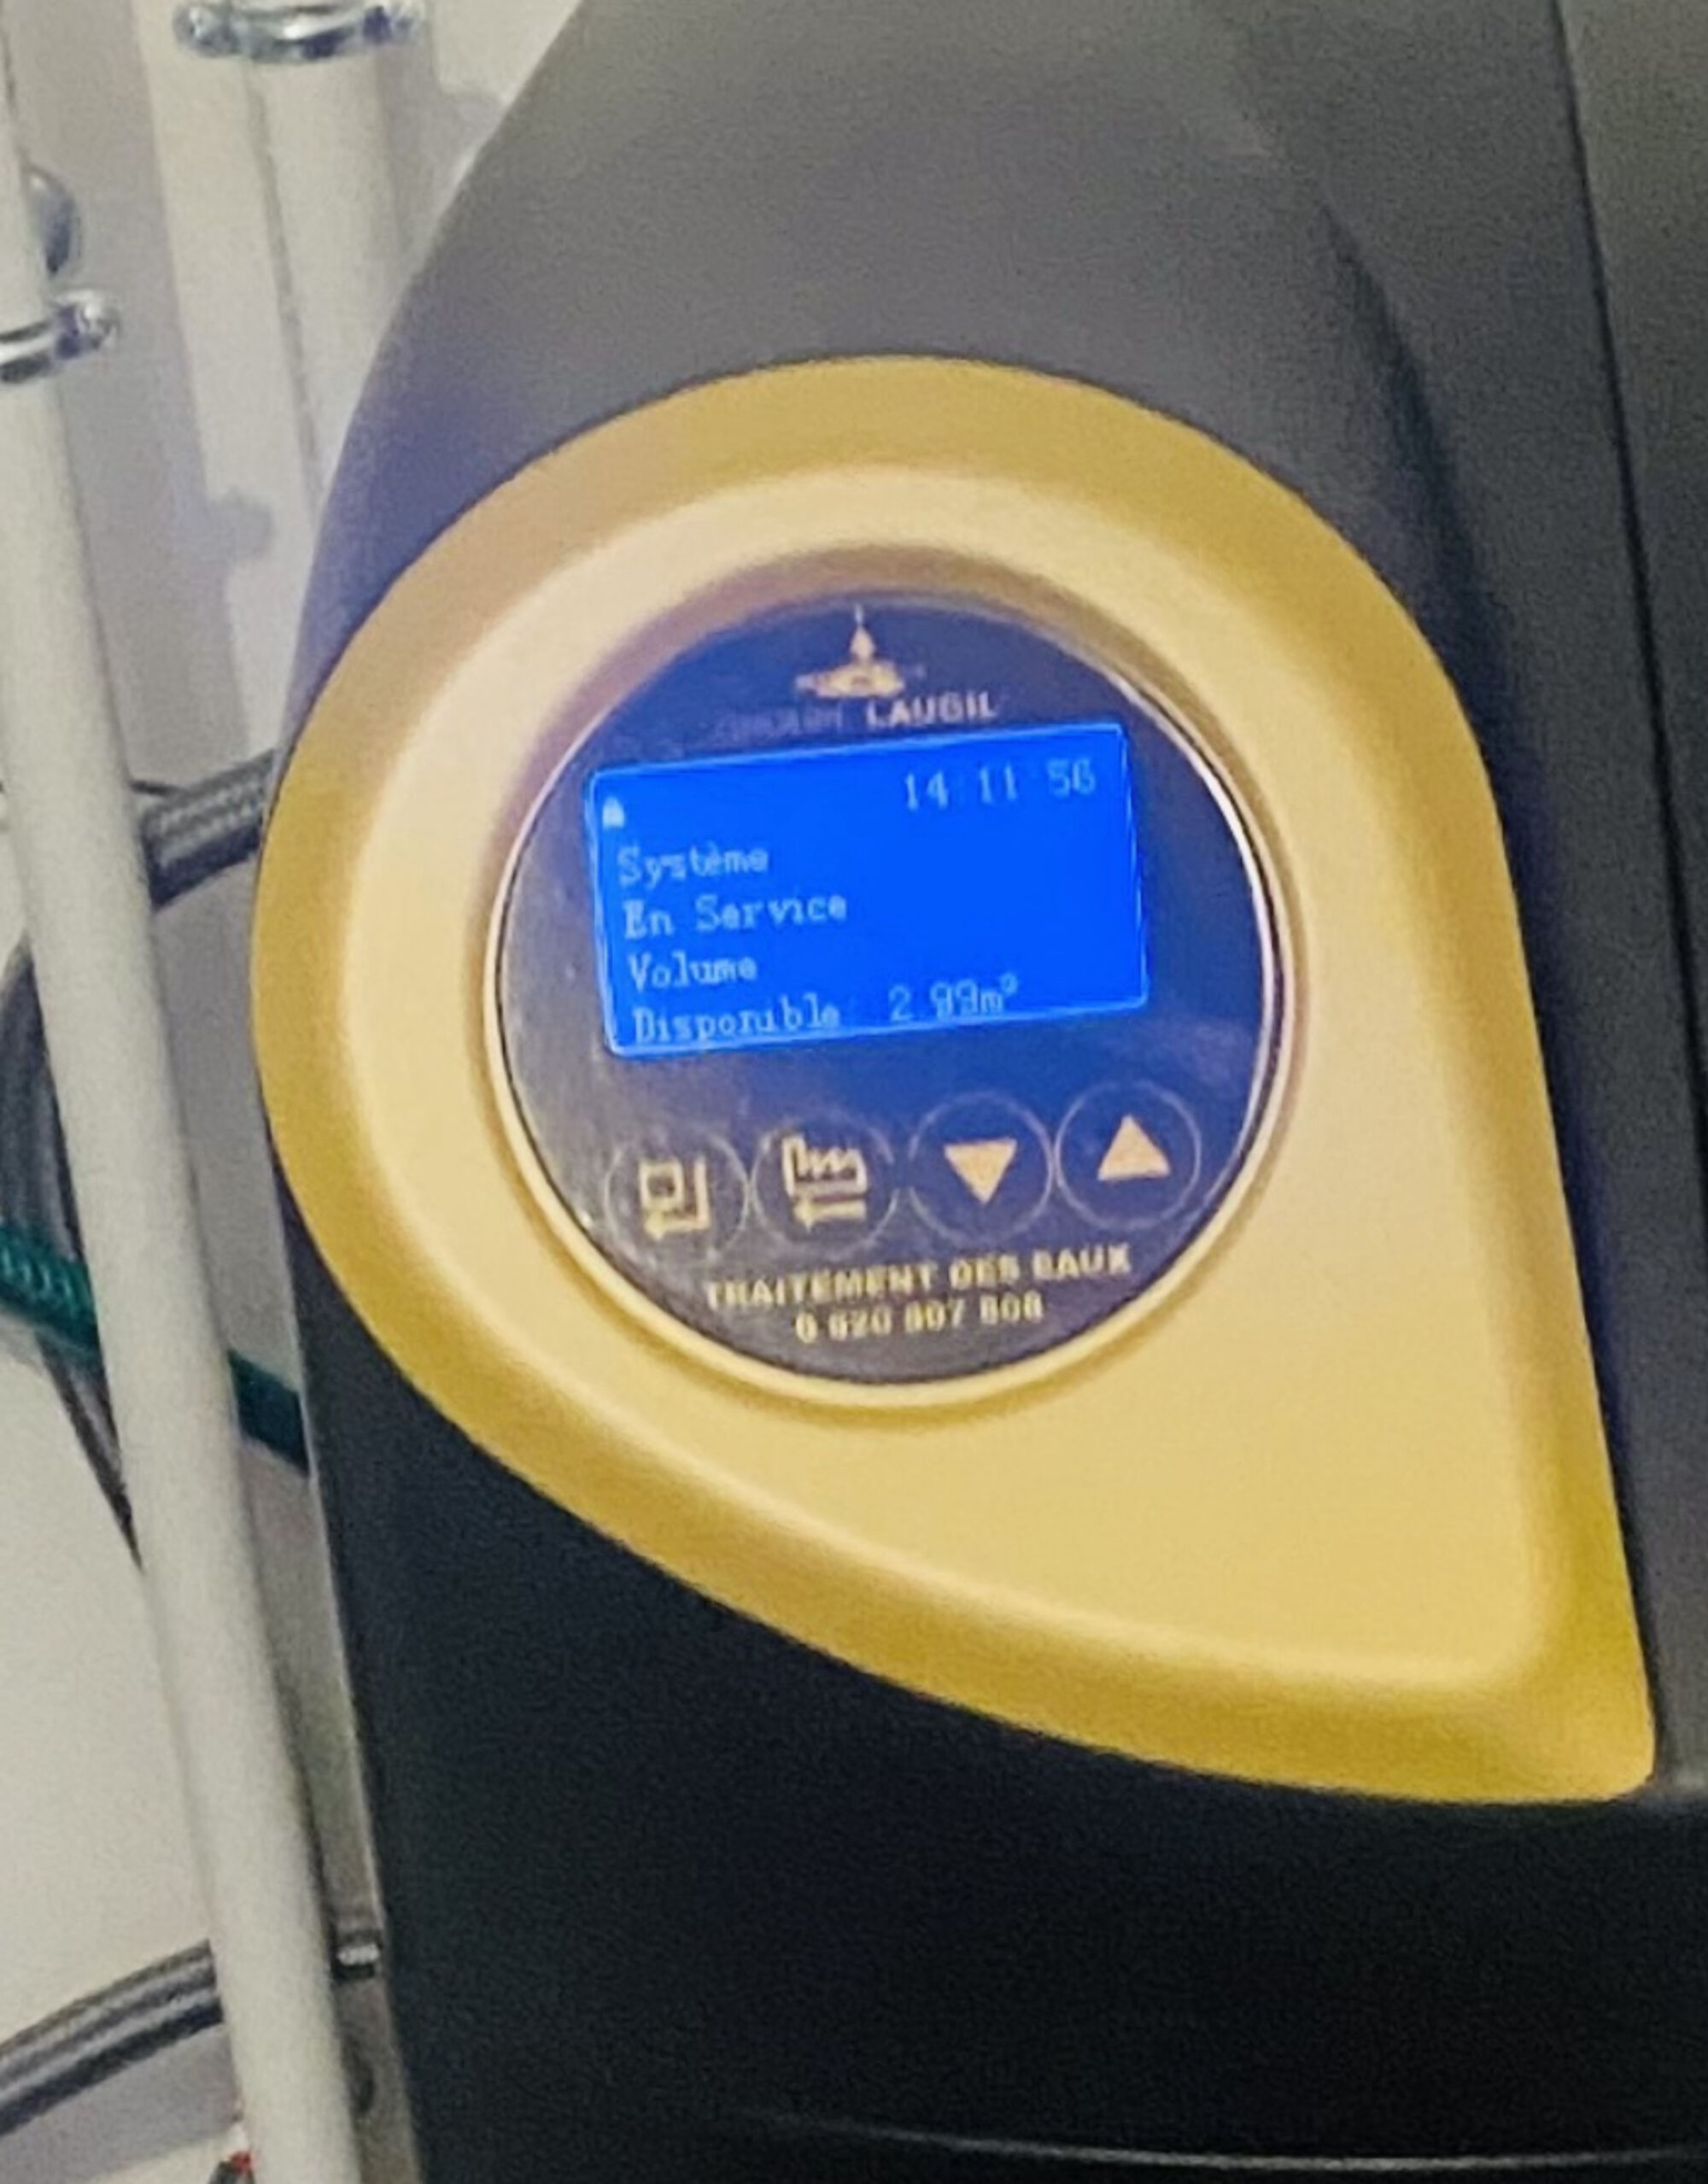 LAUGIL
14:11:56
Système
En Service
Volume
Disponible 2.99m³
TRAITEMENT DES EAUX
0 820 807 808